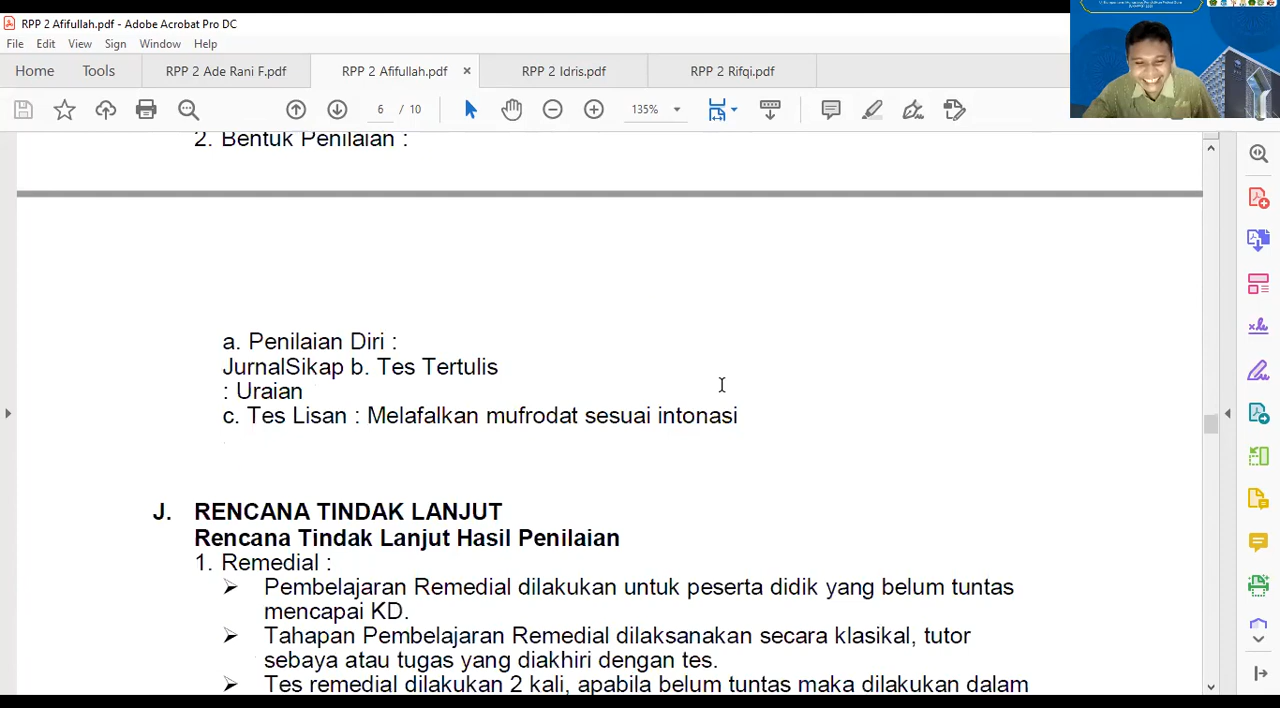 RPP 2 Afifullah.pdf - Adobe Acrobat Pro DC
File Edit View Sign Window Help
Home Tools RPP 2 Ade Rani F.pdf RPP 2 Afifullah.pdf × RPP 2 Idris.pdf RPP 2 Rifqi.pdf
6 / 10 135%
2. Bentuk Penilaian :
a. Penilaian Diri :
JurnalSikap b. Tes Tertulis
: Uraian
c. Tes Lisan : Melafalkan mufrodat sesuai intonasi
J. RENCANA TINDAK LANJUT
Rencana Tindak Lanjut Hasil Penilaian
1. Remedial :
➢ Pembelajaran Remedial dilakukan untuk peserta didik yang belum tuntas
mencapai KD.
➢ Tahapan Pembelajaran Remedial dilaksanakan secara klasikal, tutor
sebaya atau tugas yang diakhiri dengan tes.
➢ Tes remedial dilakukan 2 kali, apabila belum tuntas maka dilakukan dalam